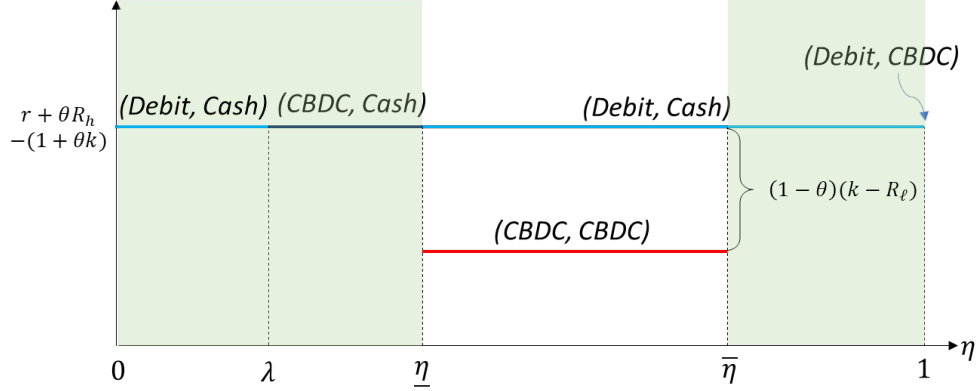 (Debit, CBDC)
(Debit, Cash) (CBDC, Cash) (Debit, Cash)
r + θR_h
−(1 + θk)
(1 − θ)(k − R_ℓ)
(CBDC, CBDC)
0 λ η̲ η̅ 1 η